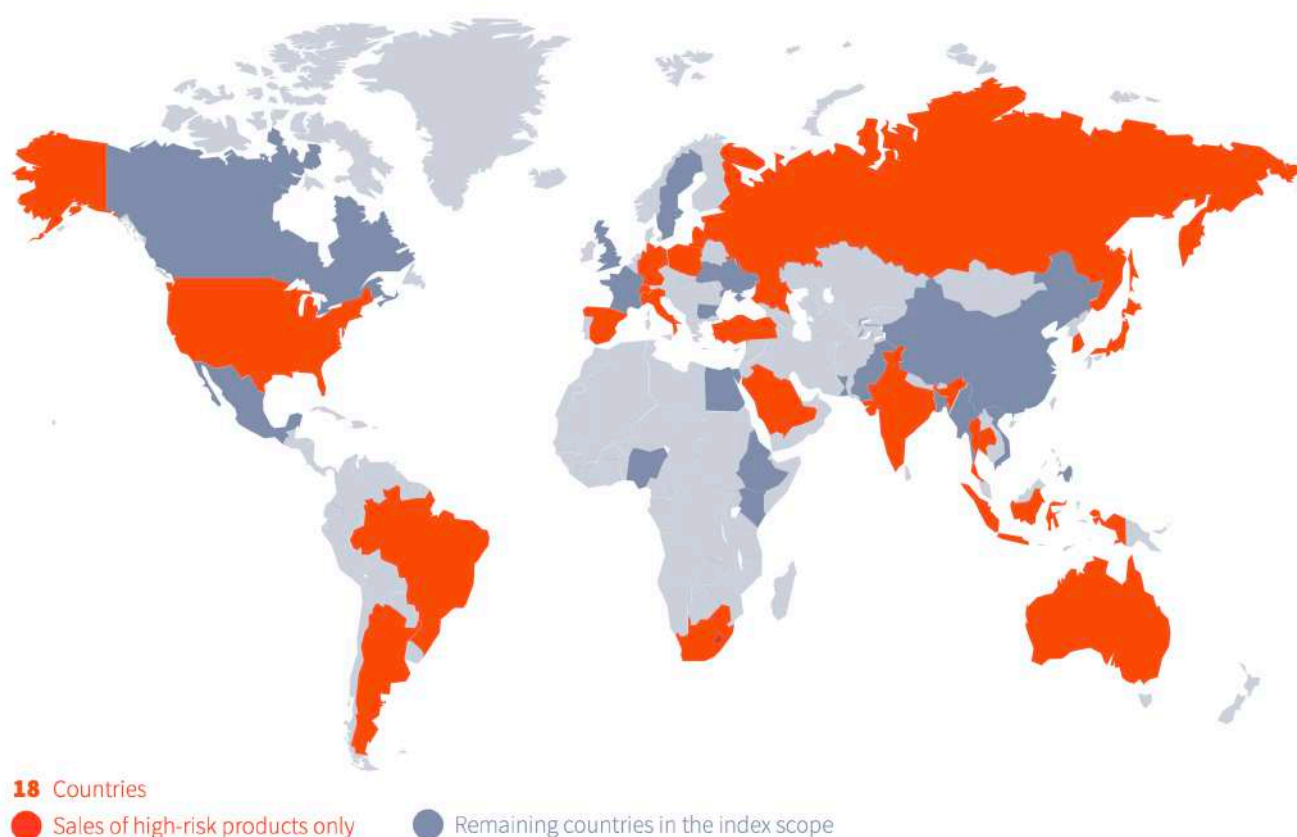 18 Countries
Sales of high-risk products only
Remaining countries in the index scope